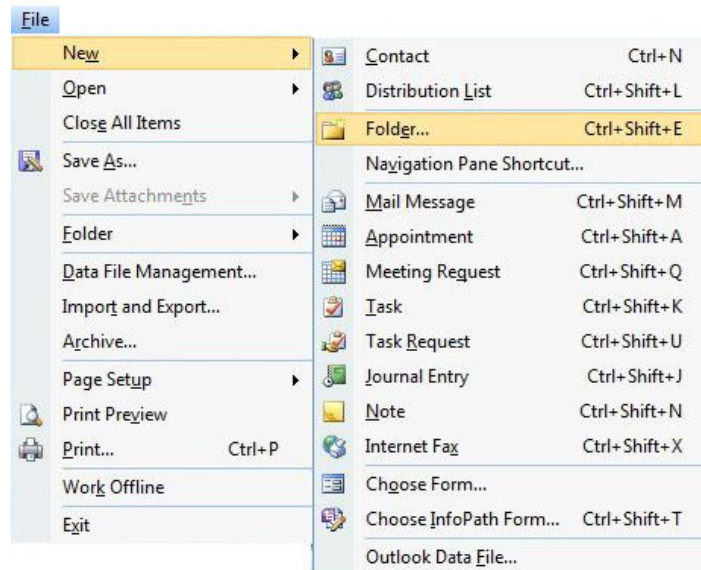 File
New
Open
Close All Items
Save As...
Save Attachments
Folder
Data File Management...
Import and Export...
Archive...
Page Setup
Print Preview
Print... Ctrl+P
Work Offline
Exit
Contact Ctrl+N
Distribution List Ctrl+Shift+L
Folder... Ctrl+Shift+E
Navigation Pane Shortcut...
Mail Message Ctrl+Shift+M
Appointment Ctrl+Shift+A
Meeting Request Ctrl+Shift+Q
Task Ctrl+Shift+K
Task Request Ctrl+Shift+U
Journal Entry Ctrl+Shift+J
Note Ctrl+Shift+N
Internet Fax Ctrl+Shift+X
Choose Form...
Choose InfoPath Form... Ctrl+Shift+T
Outlook Data File...